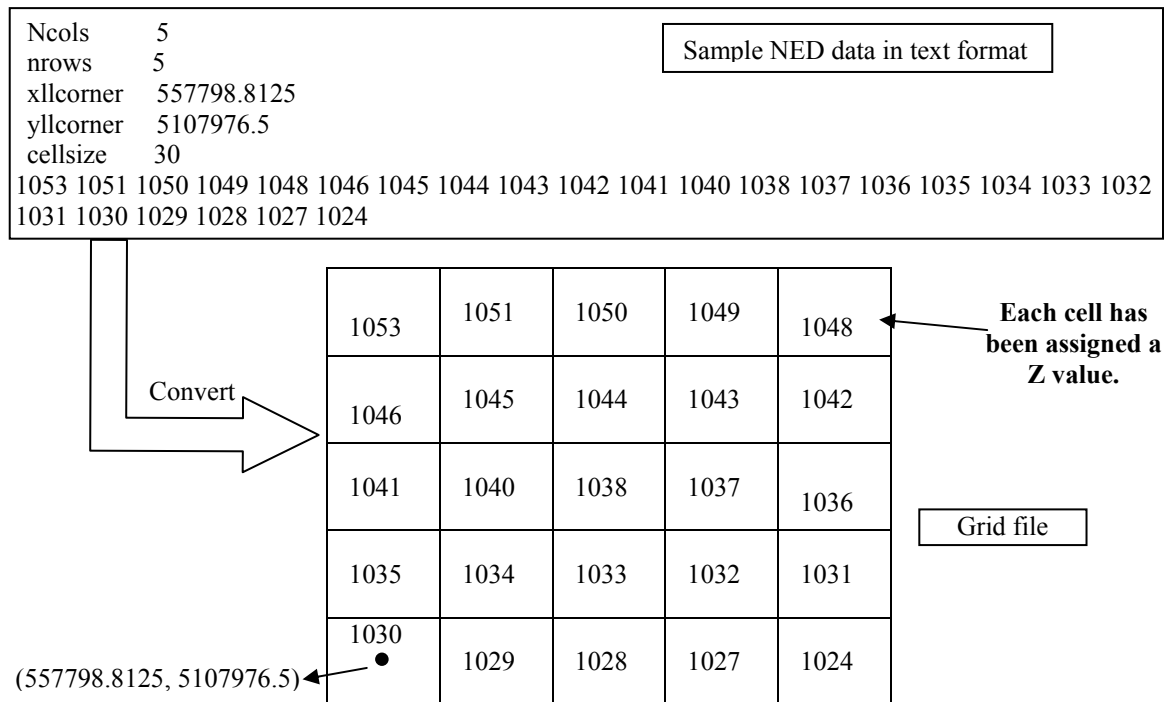 Ncols 5
nrows 5
xllcorner 557798.8125
yllcorner 5107976.5
cellsize 30
1053 1051 1050 1049 1048 1046 1045 1044 1043 1042 1041 1040 1038 1037 1036 1035 1034 1033 1032
1031 1030 1029 1028 1027 1024
Sample NED data in text format
Convert
1053 1051 1050 1049 1048
1046 1045 1044 1043 1042
1041 1040 1038 1037 1036
1035 1034 1033 1032 1031
1030 1029 1028 1027 1024
Each cell has
been assigned a
Z value.
Grid file
(557798.8125, 5107976.5)